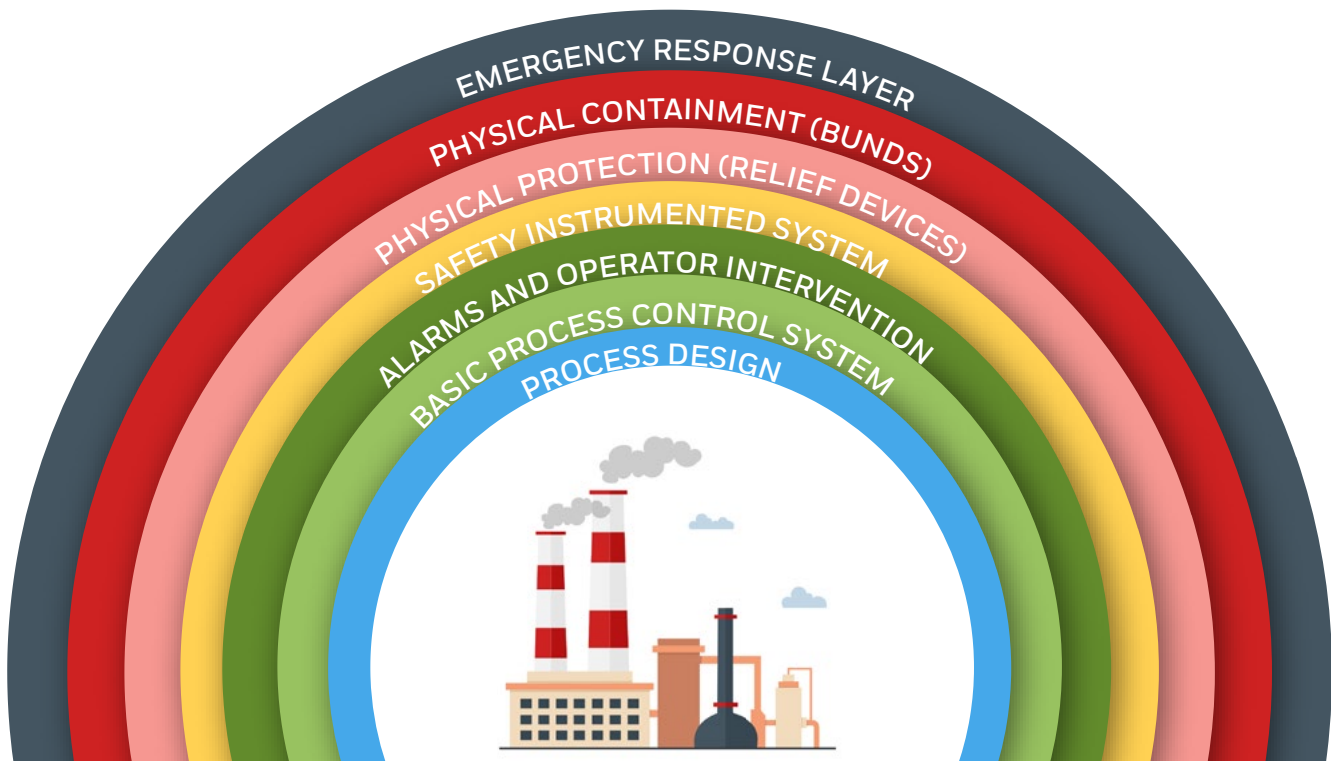 EMERGENCY RESPONSE LAYER
PHYSICAL CONTAINMENT (BUNDS)
PHYSICAL PROTECTION (RELIEF DEVICES)
SAFETY INSTRUMENTED SYSTEM
ALARMS AND OPERATOR INTERVENTION
BASIC PROCESS CONTROL SYSTEM
PROCESS DESIGN